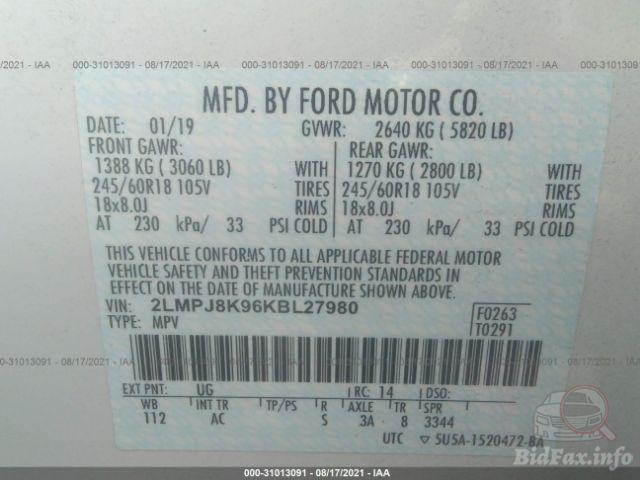 /2021 - IAA 000-31013091 - 08/17/2021 - IAA 000-31013091 - 08/17/2021 - IAA 000-31013091 - 08/17
MFD. BY FORD MOTOR CO.
DATE: 01/19 GVWR: 2640 KG ( 5820 LB)
FRONT GAWR: REAR GAWR:
1388 KG ( 3060 LB) WITH 1270 KG ( 2800 LB) WITH
245/60R18 105V TIRES 245/60R18 105V TIRES
18x8.0J RIMS 18x8.0J RIMS
AT 230 kPa/ 33 PSI COLD AT 230 kPa/ 33 PSI COLD
THIS VEHICLE CONFORMS TO ALL APPLICABLE FEDERAL MOTOR
VEHICLE SAFETY AND THEFT PREVENTION STANDARDS IN
EFFECT ON THE DATE OF MANUFACTURE SHOWN ABOVE.
VIN: 2LMPJ8K96KBL27980 F0263
TYPE: MPV T0291
EXT PNT: UG RC: 14 DSO:
WB INT TR TP/PS R AXLE TR SPR
112 AC S 3A 8 3344
UTC 5U5A-1520472-BA
BidFax.info
000-31013091 - 08/17/2021 - IAA